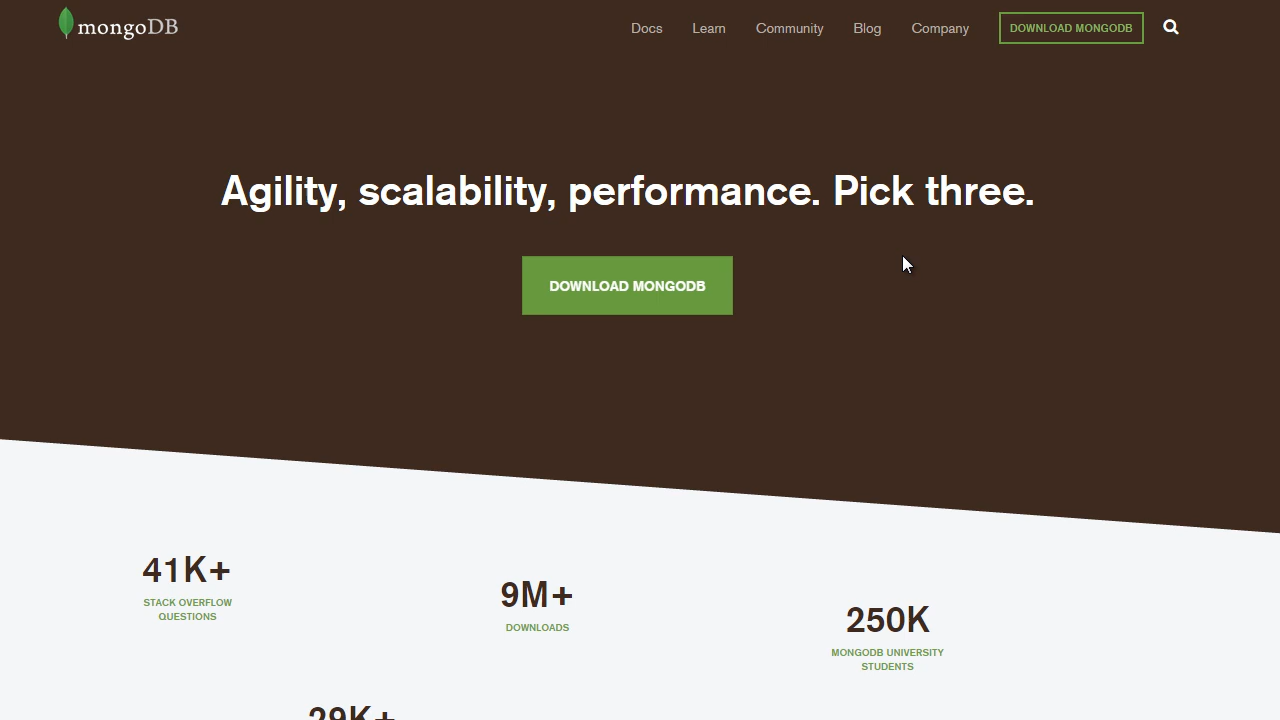 mongoDB
Docs Learn Community Blog Company DOWNLOAD MONGODB
Agility, scalability, performance. Pick three.
DOWNLOAD MONGODB
41K+
STACK OVERFLOW
QUESTIONS
9M+
DOWNLOADS
250K
MONGODB UNIVERSITY
STUDENTS
29K+